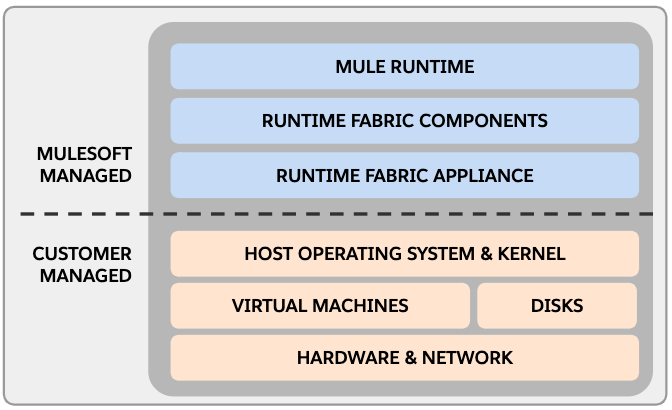 MULE RUNTIME
RUNTIME FABRIC COMPONENTS
MULESOFT
MANAGED
RUNTIME FABRIC APPLIANCE
CUSTOMER
MANAGED
HOST OPERATING SYSTEM & KERNEL
VIRTUAL MACHINES
DISKS
HARDWARE & NETWORK